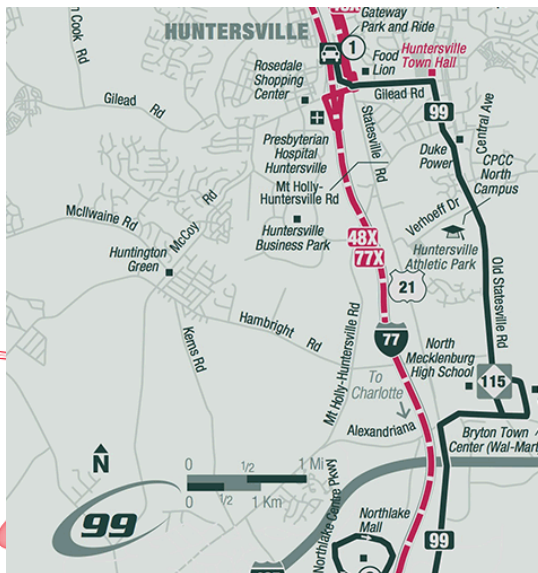 48X
Gateway
Park and Ride
HUNTERSVILLE
1
Food
Lion
Huntersville
Town Hall
Cook Rd
Rosedale
Shopping
Center
Gilead Rd
Gilead Rd
99
Statesville Rd
Central Ave
Duke
Power
CPCC
North
Campus
Presbyterian
Hospital
Huntersville
Mt Holly-
Huntersville Rd
McCoy Rd
McIlwaine Rd
Verhoeff Dr
Huntersville
Business Park
48X
77X
Huntersville
Athletic Park
Huntington
Green
21
Old Statesville Rd
Hambright Rd
Kerns Rd
Mt Holly-Huntersville Rd
77
North
Mecklenburg
High School
115
To
Charlotte
Alexandriana
Bryton Town
Center (Wal-Mart
N
0 1/2 1 Mi
0 1/2 1 Km
99
Northlake Centre Pkwy
Northlake
Mall
99